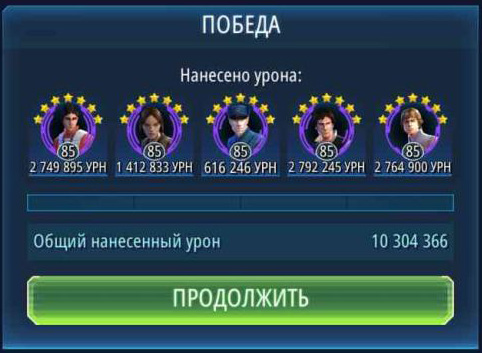 ПОБЕДА
Нанесено урона:
85 85 85 85 85
2 749 895 УРН 1 412 833 УРН 616 246 УРН 2 792 245 УРН 2 764 900 УРН
Общий нанесенный урон 10 304 366
ПРОДОЛЖИТЬ